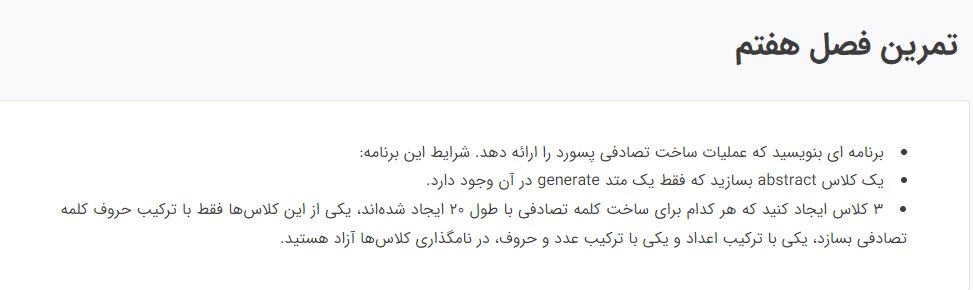 تمرین فصل هفتم
برنامه ای بنویسید که عملیات ساخت تصادفی پسورد را ارائه دهد. شرایط این برنامه:
یک کلاس abstract بسازید که فقط یک متد generate در آن وجود دارد.
۳ کلاس ایجاد کنید که هر کدام برای ساخت کلمه تصادفی با طول ۲۰ ایجاد شده‌اند، یکی از این کلاس‌ها فقط با ترکیب حروف کلمه
تصادفی بسازد، یکی با ترکیب اعداد و یکی با ترکیب عدد و حروف، در نامگذاری کلاس‌ها آزاد هستید.